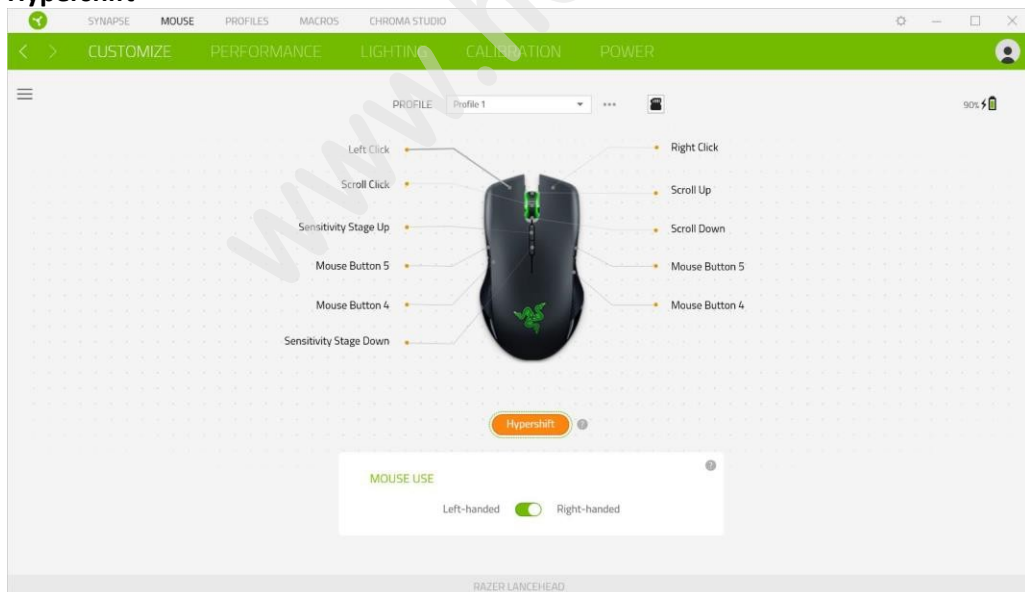 Hypershift
SYNAPSE MOUSE PROFILES MACROS CHROMA STUDIO
CUSTOMIZE PERFORMANCE LIGHTING CALIBRATION POWER
PROFILE Profile 1 90%
Left Click Right Click
Scroll Click Scroll Up
Sensitivity Stage Up Scroll Down
Mouse Button 5 Mouse Button 5
Mouse Button 4 Mouse Button 4
Sensitivity Stage Down
Hypershift ?
MOUSE USE ?
Left-handed Right-handed
RAZER LANCEHEAD